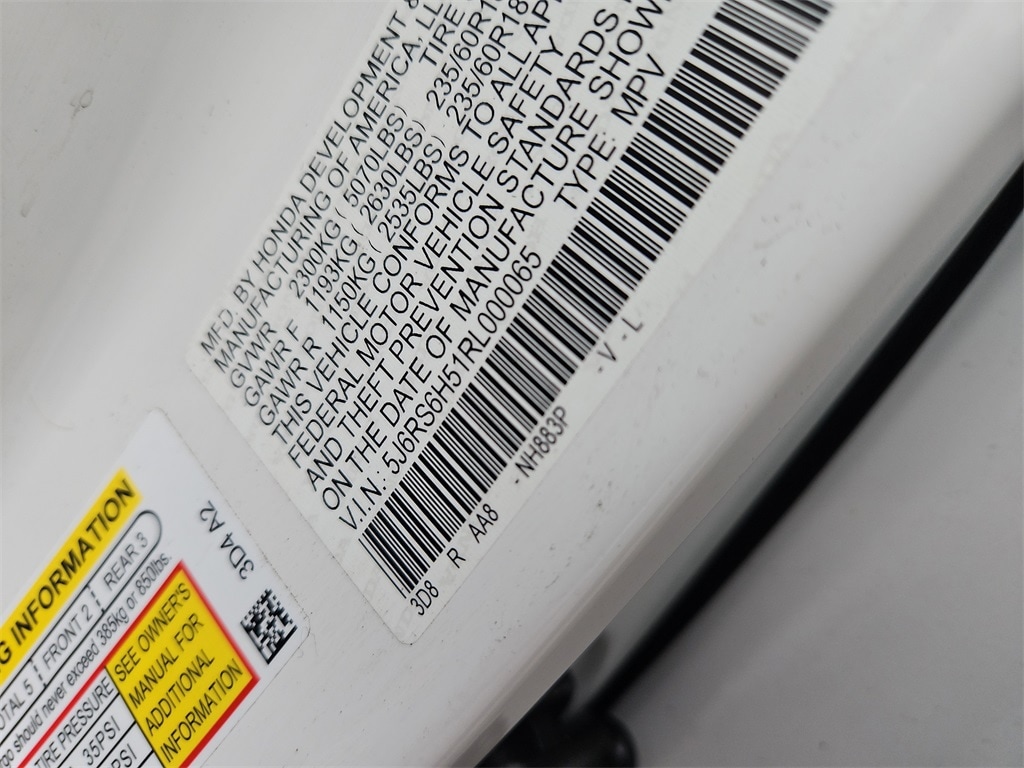 MFD. BY HONDA DEVELOPMENT &
MANUFACTURING OF AMERICA, LL
GVWR 2300KG ( 5070LBS) TIRE
GAWR F 1193KG ( 2630LBS) 235/60R18
GAWR R 1150KG ( 2535LBS) 235/60R18
THIS VEHICLE CONFORMS TO ALL AP
FEDERAL MOTOR VEHICLE SAFETY
AND THEFT PREVENTION STANDARDS
ON THE DATE OF MANUFACTURE SHOW
V.I.N.: 5J6RS6H51RL000065 TYPE: MPV
3D8 R AA8 - NH883P - V - L
G INFORMATION
TOTAL 5 FRONT 2 REAR 3
rgo should never exceed 385kg or 850lbs.
TIRE PRESSURE
35PSI
PSI
SEE OWNER'S
MANUAL FOR
ADDITIONAL
INFORMATION
3D4 A2